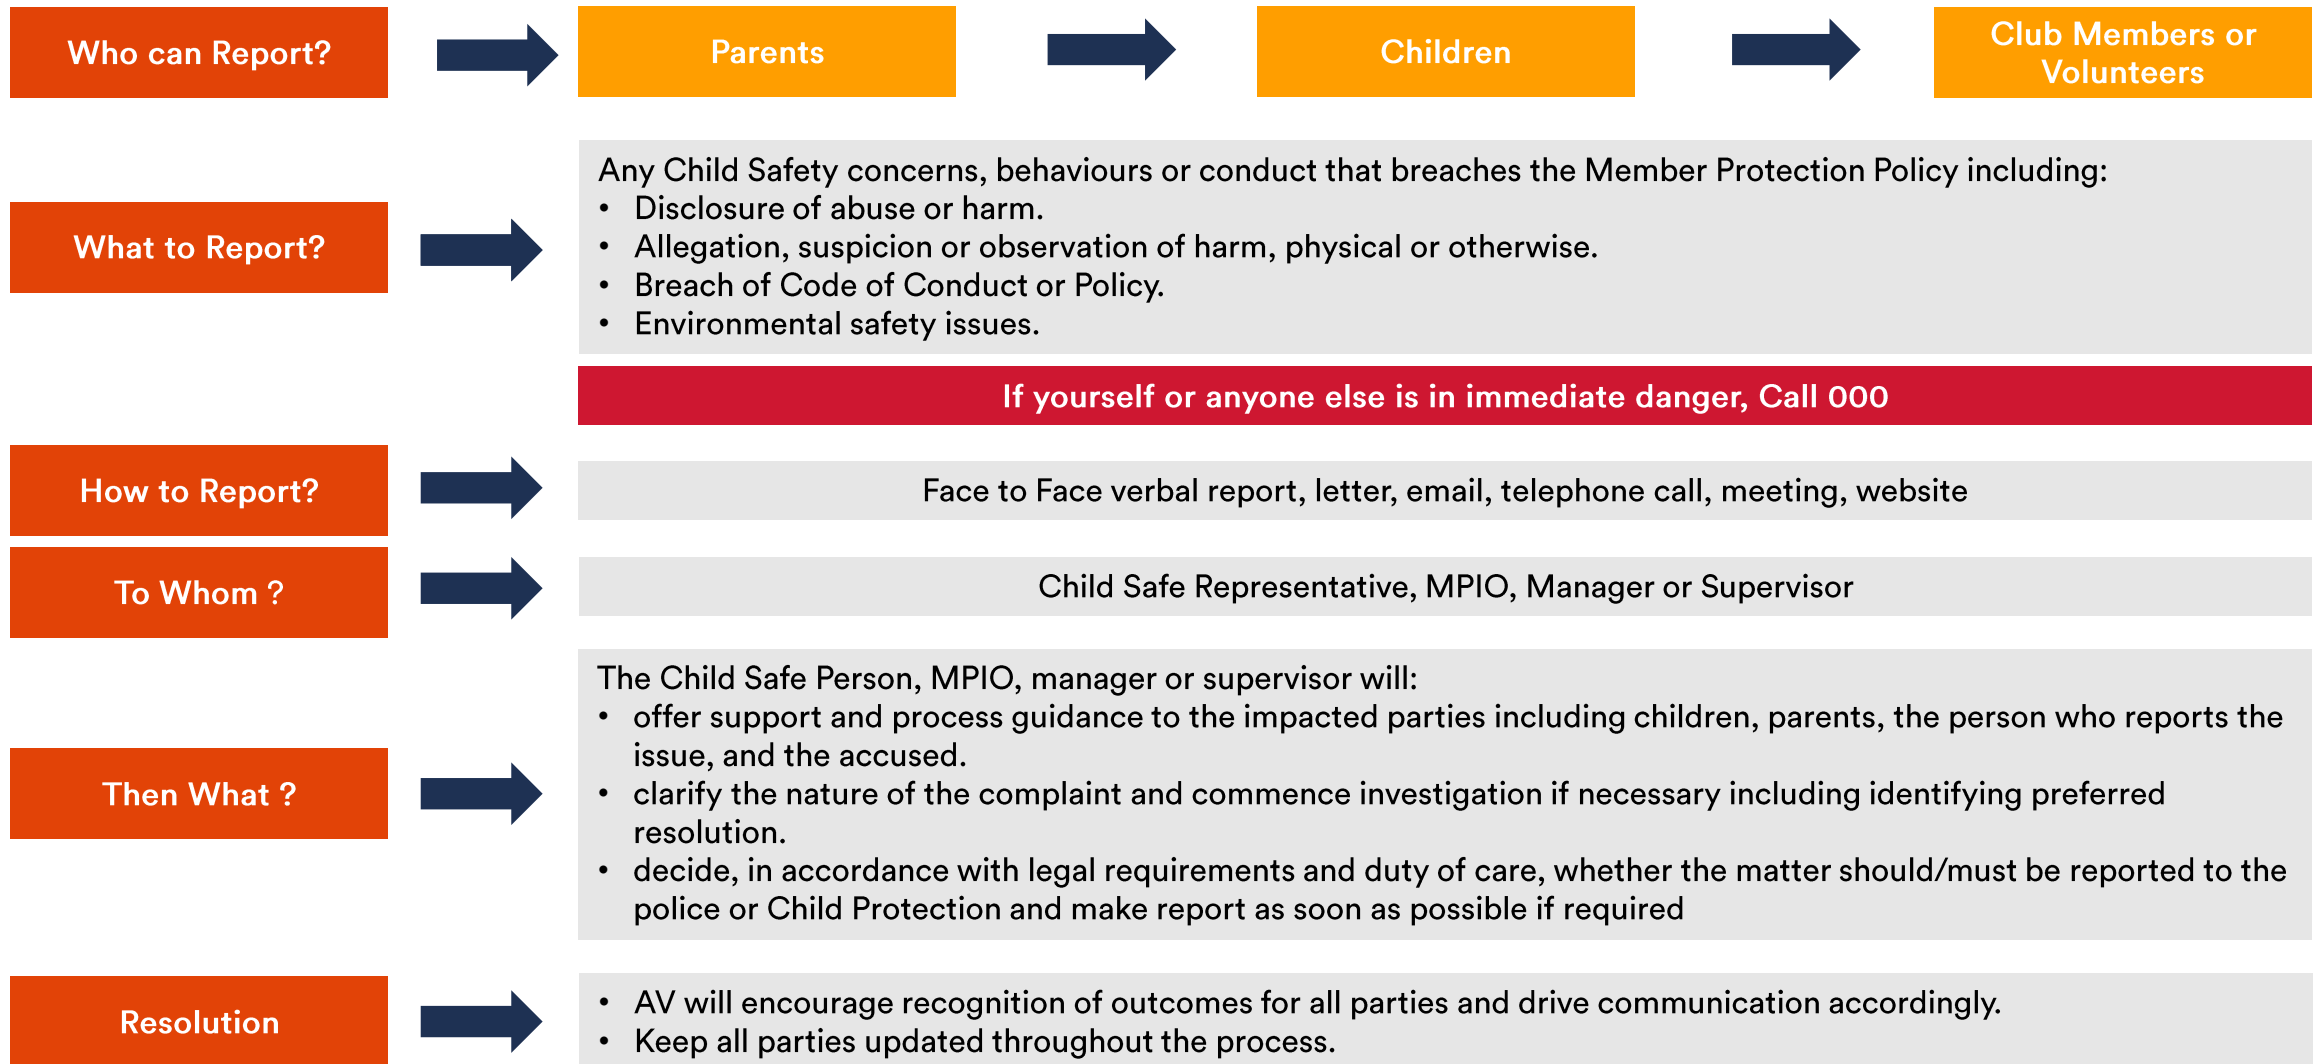 Who can Report?
Parents
Children
Club Members or
Volunteers
What to Report?
Any Child Safety concerns, behaviours or conduct that breaches the Member Protection Policy including:
• Disclosure of abuse or harm.
• Allegation, suspicion or observation of harm, physical or otherwise.
• Breach of Code of Conduct or Policy.
• Environmental safety issues.
If yourself or anyone else is in immediate danger, Call 000
How to Report?
Face to Face verbal report, letter, email, telephone call, meeting, website
To Whom ?
Child Safe Representative, MPIO, Manager or Supervisor
Then What ?
The Child Safe Person, MPIO, manager or supervisor will:
• offer support and process guidance to the impacted parties including children, parents, the person who reports the
issue, and the accused.
• clarify the nature of the complaint and commence investigation if necessary including identifying preferred
resolution.
• decide, in accordance with legal requirements and duty of care, whether the matter should/must be reported to the
police or Child Protection and make report as soon as possible if required
Resolution
• AV will encourage recognition of outcomes for all parties and drive communication accordingly.
• Keep all parties updated throughout the process.